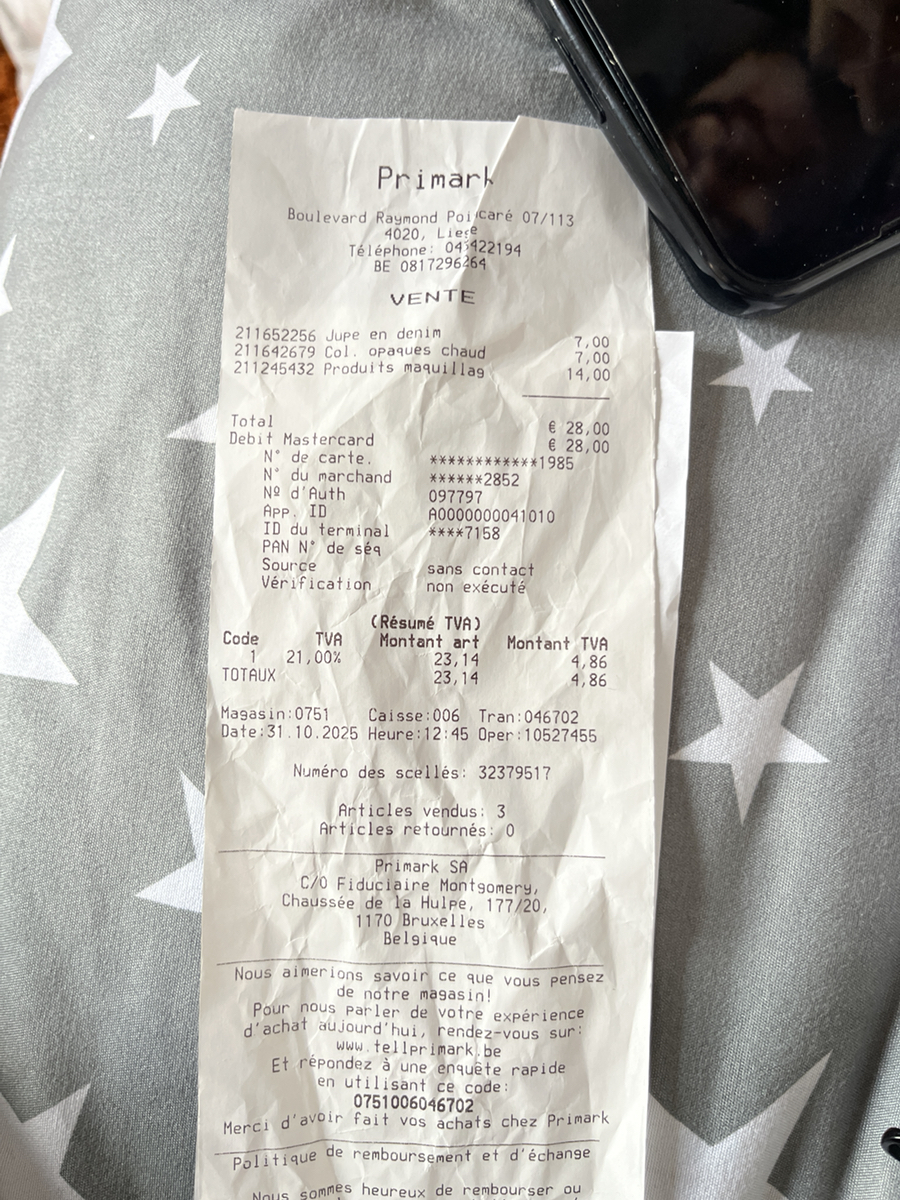 Primark
Boulevard Raymond Poincaré 07/113
4020, Liege
Téléphone: 043422194
BE 0817296264
VENTE
211652256 Jupe en denim 7,00
211642679 Col. opaques chaud 7,00
211245432 Produits maquillag 14,00
Total € 28,00
Debit Mastercard € 28,00
N° de carte. ************1985
N° du marchand ******2852
Nº d'Auth 097797
App. ID A0000000041010
ID du terminal ****7158
PAN N° de séq
Source sans contact
Vérification non exécuté
(Résumé TVA)
Code TVA Montant art Montant TVA
1 21,00% 23,14 4,86
TOTAUX 23,14 4,86
Magasin:0751 Caisse:006 Tran:046702
Date:31.10.2025 Heure:12:45 Oper:10527455
Numéro des scellés: 32379517
Articles vendus: 3
Articles retournés: 0
Primark SA
C/O Fiduciaire Montgomery,
Chaussée de la Hulpe, 177/20,
1170 Bruxelles
Belgique
Nous aimerions savoir ce que vous pensez
de notre magasin!
Pour nous parler de votre expérience
d'achat aujourd'hui, rendez-vous sur:
www.tellprimark.be
Et répondez à une enquête rapide
en utilisant ce code:
0751006046702
Merci d'avoir fait vos achats chez Primark
Politique de remboursement et d'échange
Nous sommes heureux de rembourser ou